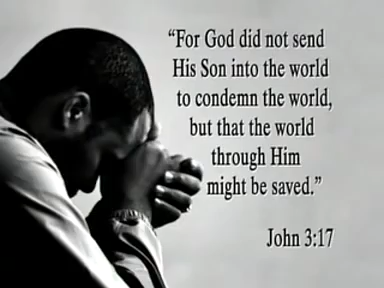 “For God did not send
His Son into the world
to condemn the world,
but that the world
through Him
might be saved.”
John 3:17